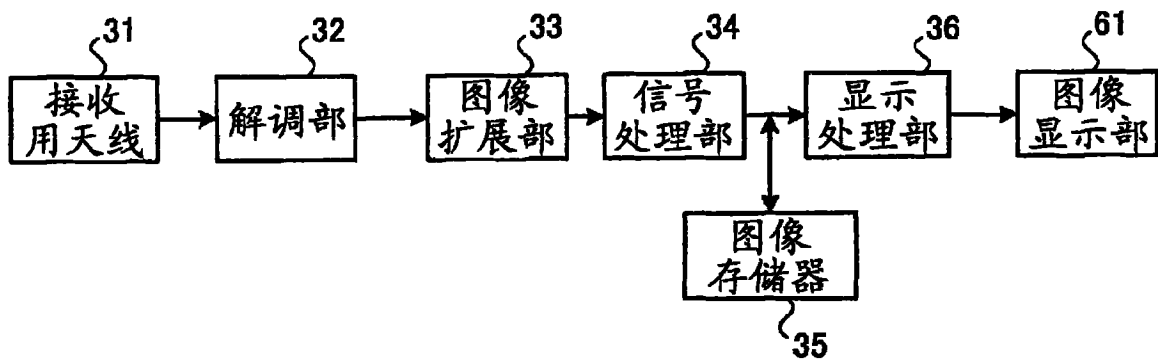 31
32
33
34
36
61
接收
用天线
解调部
图像
扩展部
信号
处理部
显示
处理部
图像
显示部
图像
存储器
35